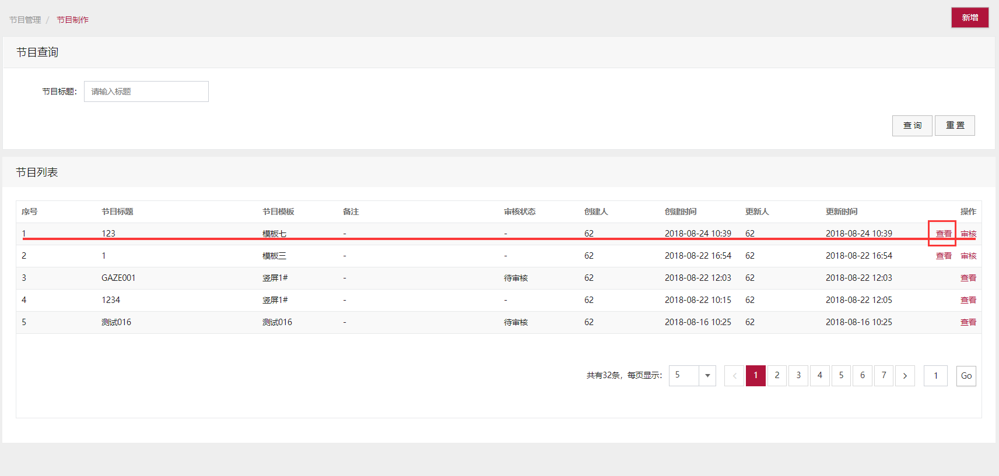 节目管理 / 节目制作 新增
节目查询
节目标题: 请输入标题
查 询 重 置
节目列表
序号 节目标题 节目模板 备注 审核状态 创建人 创建时间 更新人 更新时间 操作
1 123 模板七 - - 62 2018-08-24 10:39 62 2018-08-24 10:39 查看 审核
2 1 模板三 - - 62 2018-08-22 16:54 62 2018-08-22 16:54 查看 审核
3 GAZE001 竖屏1# - 待审核 62 2018-08-22 12:03 62 2018-08-22 12:03 查看
4 1234 竖屏1# - - 62 2018-08-22 10:15 62 2018-08-22 12:05 查看
5 测试016 测试016 - 待审核 62 2018-08-16 10:25 62 2018-08-16 10:25 查看
共有32条，每页显示: 5 < 1 2 3 4 5 6 7 > 1 Go